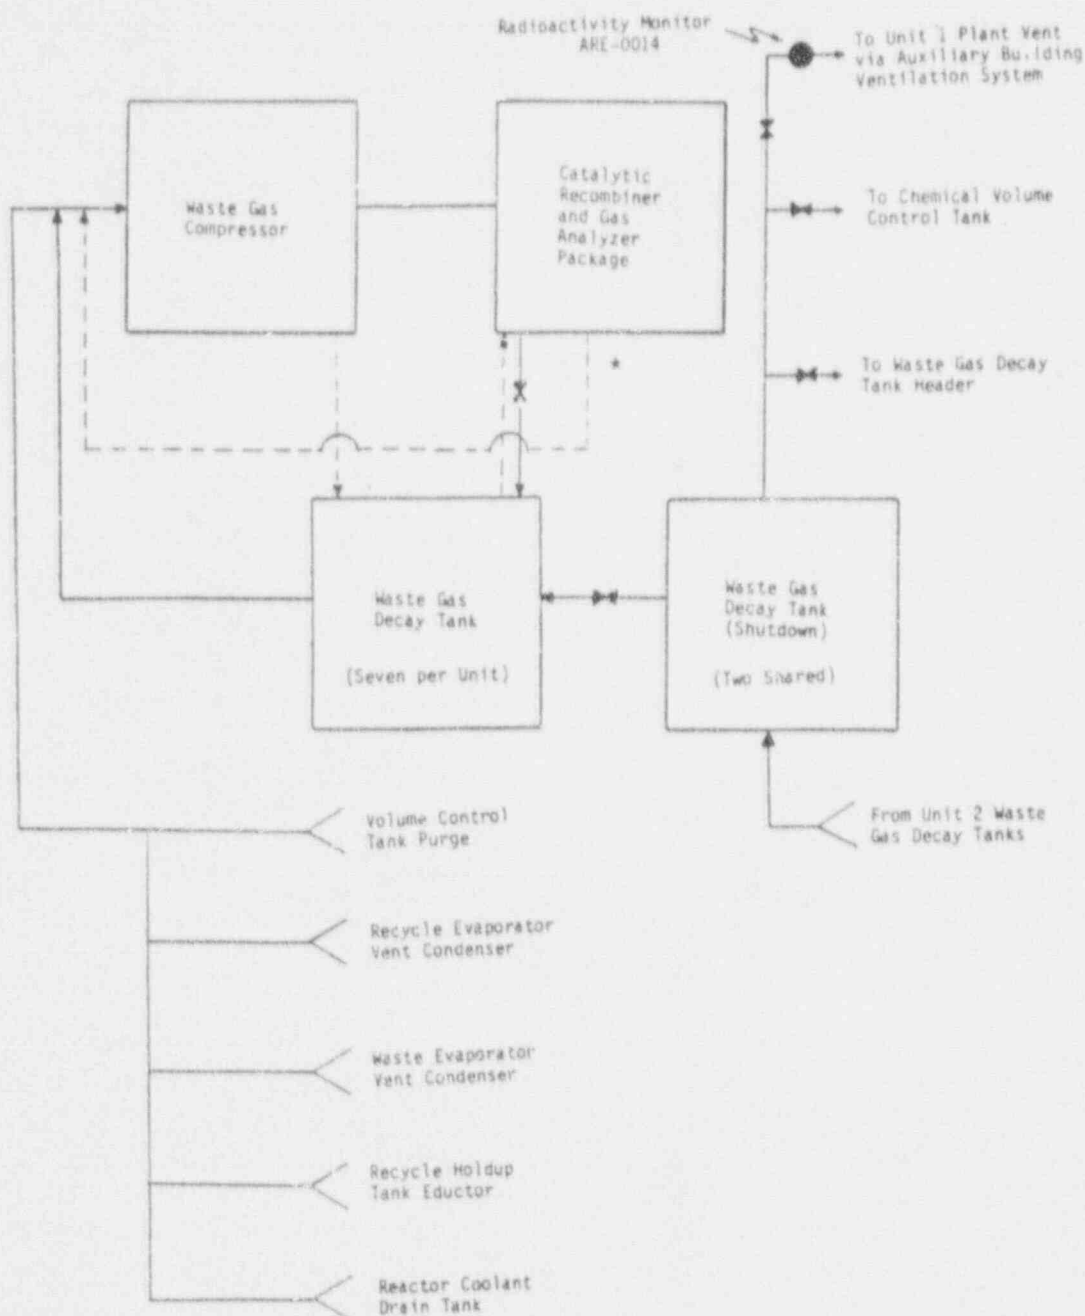 Radioactivity Monitor
ARE-0014
To Unit 1 Plant Vent
via Auxiliary Bu.lding
Ventilation System
Waste Gas
Compressor
Catalytic
Recombiner
and Gas
Analyzer
Package
To Chemical Volume
Control Tank
*
To Waste Gas Decay
Tank Header
Waste Gas
Decay Tank
(Seven per Unit)
Waste Gas
Decay Tank
(Shutdown)
(Two Shared)
Volume Control
Tank Purge
From Unit 2 Waste
Gas Decay Tanks
Recycle Evaporator
Vent Condenser
Waste Evaporator
Vent Condenser
Recycle Holdup
Tank Eductor
Reactor Coolant
Drain Tank